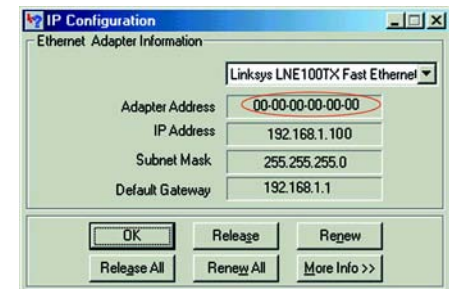 IP Configuration
Ethernet Adapter Information
Linksys LNE100TX Fast Ethernet
Adapter Address 00-00-00-00-00-00
IP Address 192.168.1.100
Subnet Mask 255.255.255.0
Default Gateway 192.168.1.1
OK Release Renew
Release All Renew All More Info >>